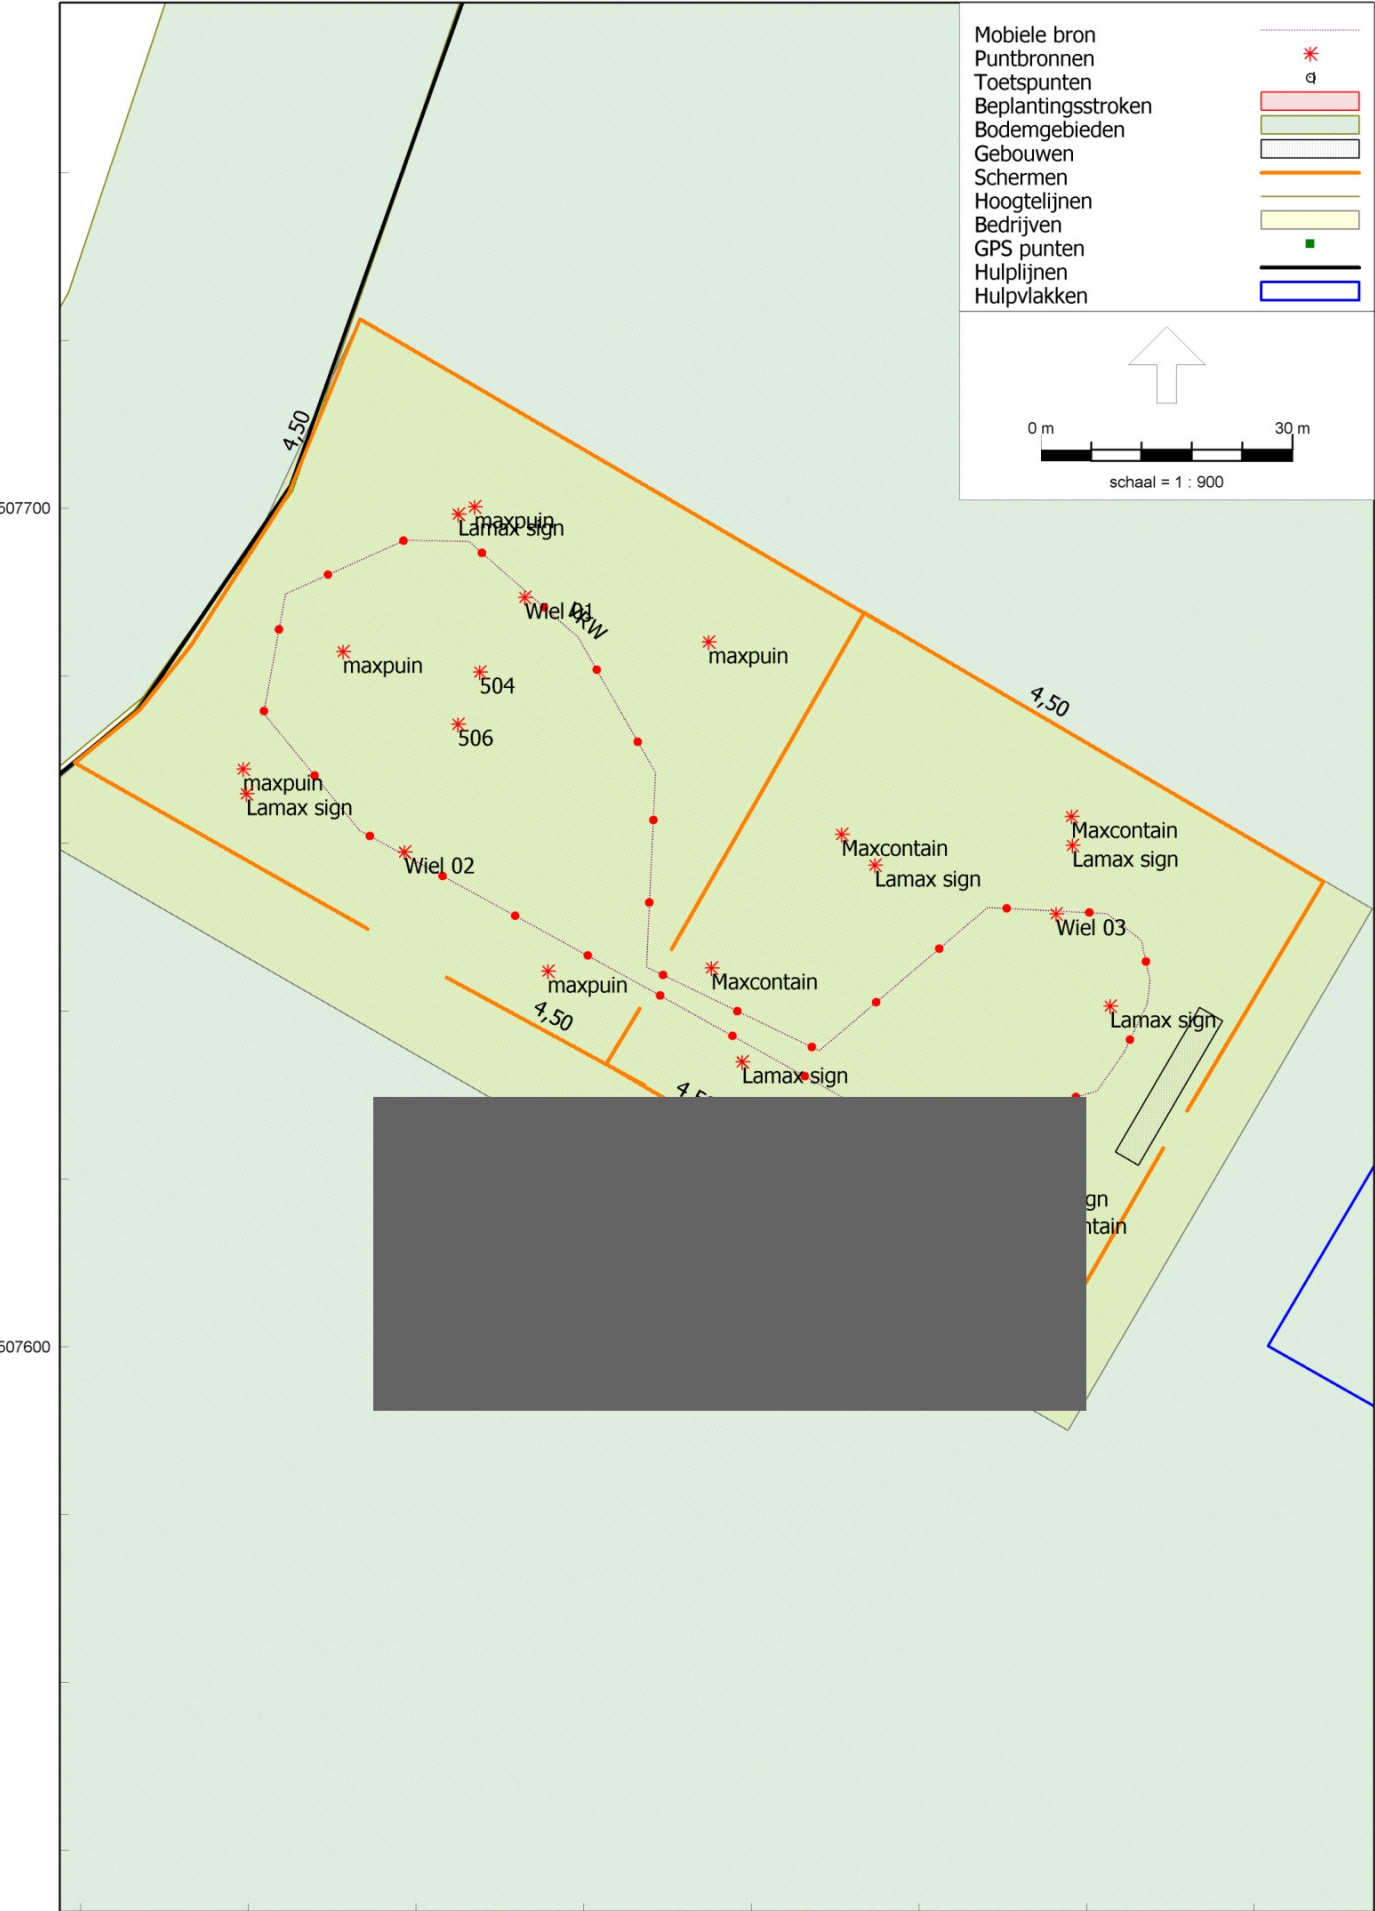 Mobiele bron
Puntbronnen
Toetspunten
Beplantingsstroken
Bodemgebieden
Gebouwen
Schermen
Hoogtelijnen
Bedrijven
GPS punten
Hulplijnen
Hulpvlakken
0 m 30 m
schaal = 1 : 900
4,50
507700
maxpuin
Lamax sign
Wiel 01
maxpuin
maxpuin
504
4,50
506
maxpuin
Lamax sign
Maxcontain
Maxcontain
Lamax sign
Wiel 02
Lamax sign
Wiel 03
maxpuin
Maxcontain
4,50
Lamax sign
Lamax sign
gn
ntain
507600